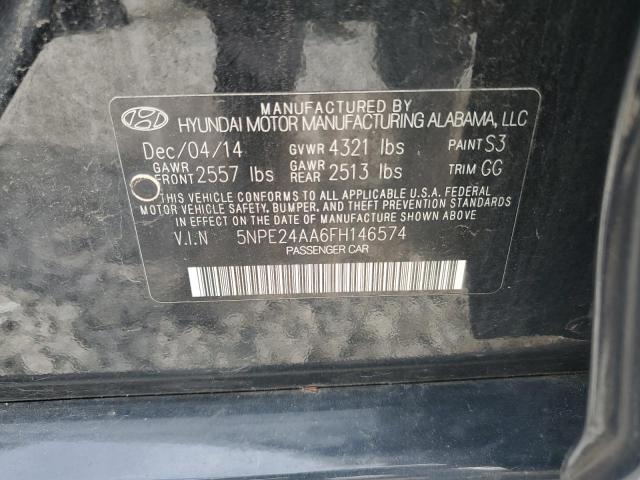 MANUFACTURED BY
HYUNDAI MOTOR MANUFACTURING ALABAMA, LLC
Dec/04/14 GVWR 4321 lbs PAINT S3
GAWR FRONT 2557 lbs GAWR REAR 2513 lbs TRIM GG
THIS VEHICLE CONFORMS TO ALL APPLICABLE U.S.A. FEDERAL
MOTOR VEHICLE SAFETY, BUMPER, AND THEFT PREVENTION STANDARDS
IN EFFECT ON THE DATE OF MANUFACTURE SHOWN ABOVE.
V.I.N 5NPE24AA6FH146574
PASSENGER CAR